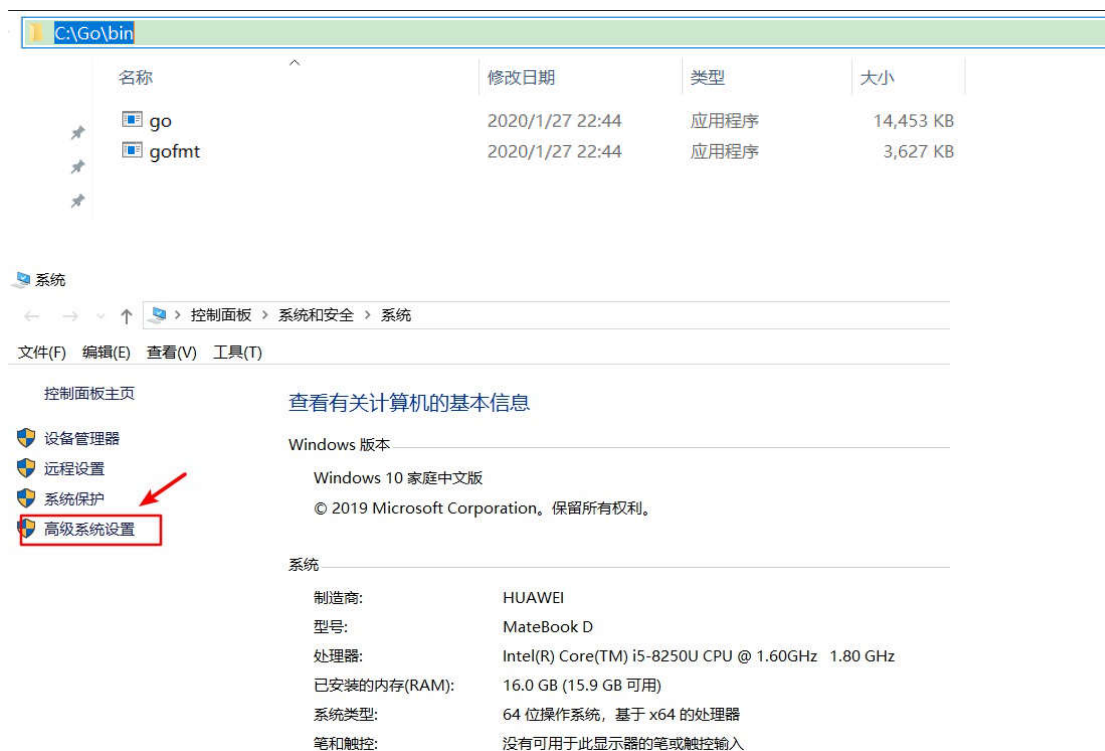 C:\Go\bin
名称 修改日期 类型 大小
go 2020/1/27 22:44 应用程序 14,453 KB
gofmt 2020/1/27 22:44 应用程序 3,627 KB
系统
控制面板 > 系统和安全 > 系统
文件(F) 编辑(E) 查看(V) 工具(T)
控制面板主页
设备管理器
远程设置
系统保护
高级系统设置
查看有关计算机的基本信息
Windows 版本
Windows 10 家庭中文版
© 2019 Microsoft Corporation。保留所有权利。
系统
制造商: HUAWEI
型号: MateBook D
处理器: Intel(R) Core(TM) i5-8250U CPU @ 1.60GHz 1.80 GHz
已安装的内存(RAM): 16.0 GB (15.9 GB 可用)
系统类型: 64 位操作系统，基于 x64 的处理器
笔和触控: 没有可用于此显示器的笔或触控输入